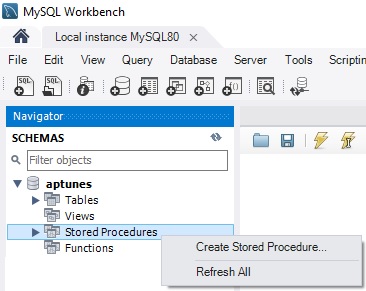 MySQL Workbench
Local instance MySQL80
File Edit View Query Database Server Tools Scripting
Navigator
SCHEMAS
Filter objects
aptunes
Tables
Views
Stored Procedures
Functions
Create Stored Procedure...
Refresh All